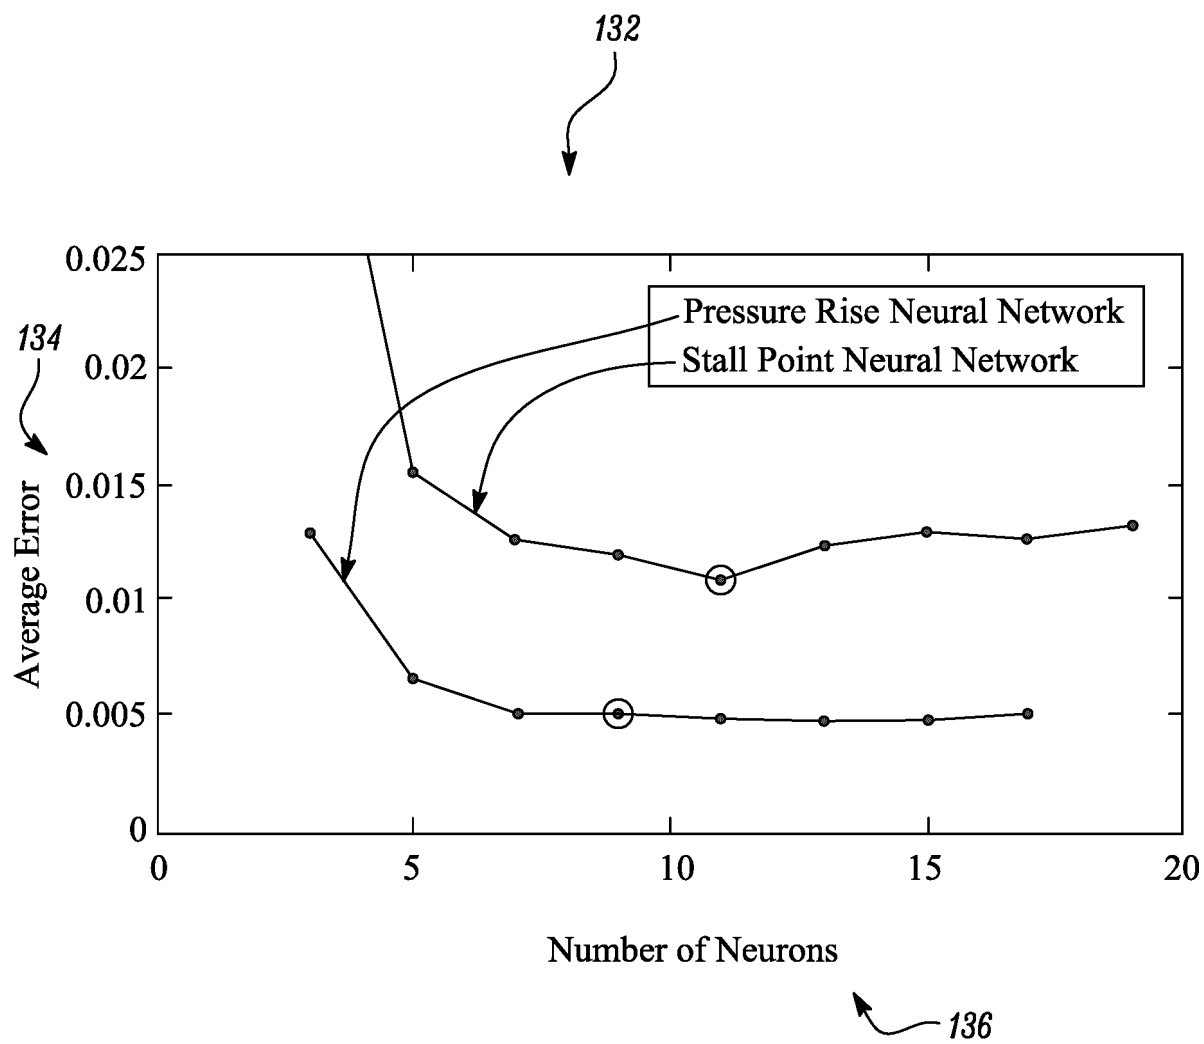 132
0.025
134
Pressure Rise Neural Network
0.02
Stall Point Neural Network
0.015
Average Error
0.01
0.005
0
0 5 10 15 20
Number of Neurons
136